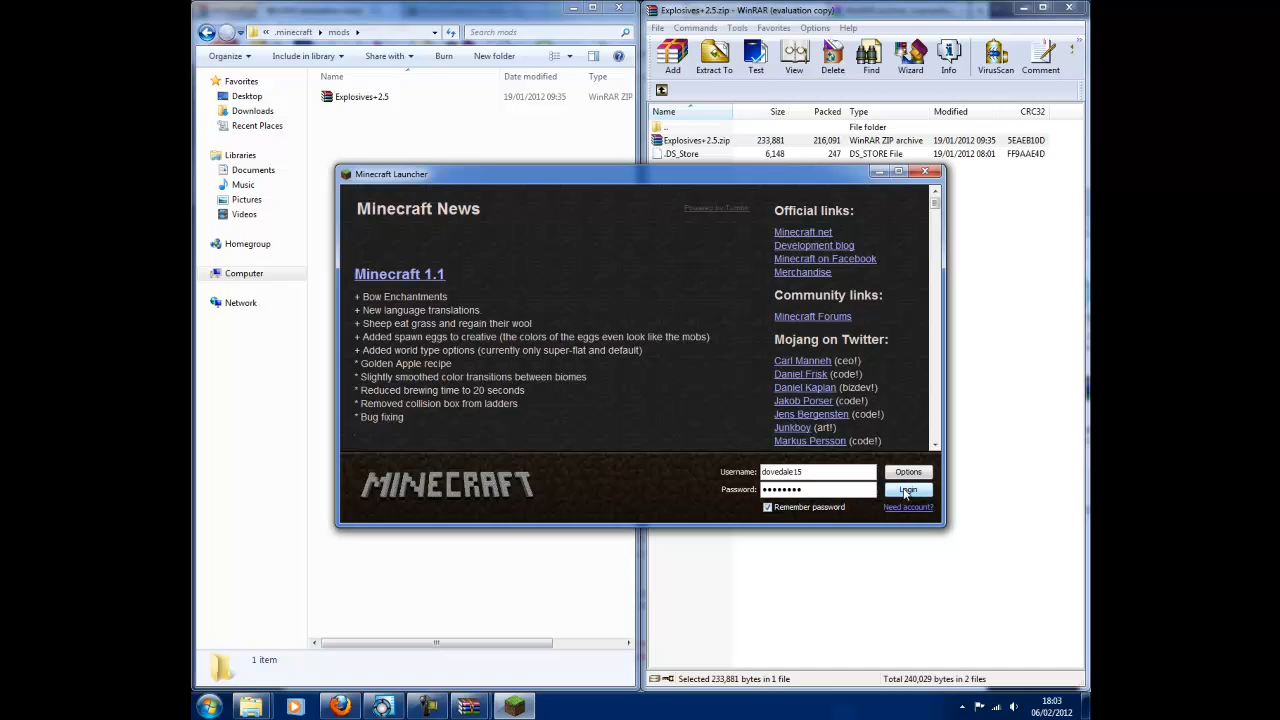 .minecraft ▸ mods ▸
Search mods
Organize
Include in library
Share with
Burn
New folder
Name
Date modified
Type
Favorites
Desktop
Downloads
Recent Places
Libraries
Documents
Music
Pictures
Videos
Homegroup
Computer
Network
Explosives+2.5
19/01/2012 09:35
WinRAR ZIP
1 item
Explosives+2.5.zip - WinRAR (evaluation copy)
File Commands Tools Favorites Options Help
Add Extract To Test View Delete Find Wizard Info VirusScan Comment
Name Size Packed Type Modified CRC32
.. File folder
Explosives+2.5.zip 233,881 216,091 WinRAR ZIP archive 19/01/2012 09:35 5EAEB10D
.DS_Store 6,148 247 DS_STORE File 19/01/2012 08:01 FF9AAE4D
Minecraft Launcher
Minecraft News
Powered by Tumblr
Minecraft 1.1
+ Bow Enchantments
+ New language translations
+ Sheep eat grass and regain their wool
+ Added spawn eggs to creative (the colors of the eggs even look like the mobs)
+ Added world type options (currently only super-flat and default)
* Golden Apple recipe
* Slightly smoothed color transitions between biomes
* Reduced brewing time to 20 seconds
* Removed collision box from ladders
* Bug fixing
Official links:
Minecraft.net
Development blog
Minecraft on Facebook
Merchandise
Community links:
Minecraft Forums
Mojang on Twitter:
Carl Manneh (ceo!)
Daniel Frisk (code!)
Daniel Kaplan (bizdev!)
Jakob Porser (code!)
Jens Bergensten (code!)
Junkboy (art!)
Markus Persson (code!)
MINECRAFT
Username: dovedale15
Options
Password: ••••••••
Login
Remember password
Need account?
Selected 233,881 bytes in 1 file
Total 240,029 bytes in 2 files
18:03
06/02/2012